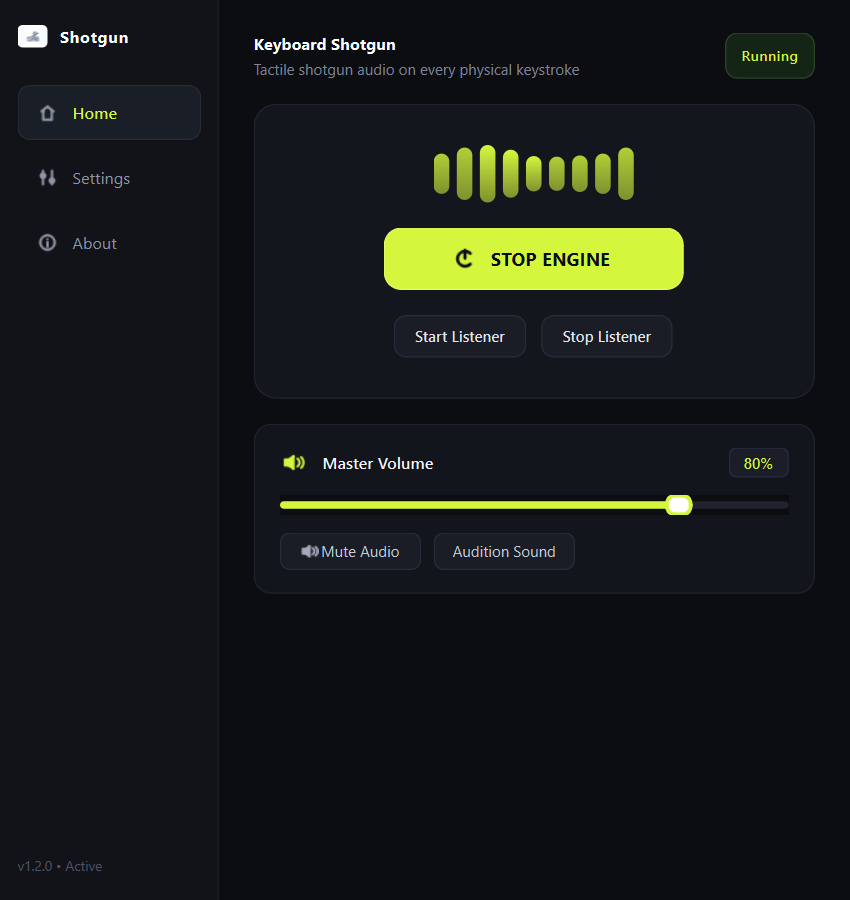 Shotgun
Home
Settings
About
v1.2.0 • Active
Keyboard Shotgun
Tactile shotgun audio on every physical keystroke
Running
STOP ENGINE
Start Listener
Stop Listener
Master Volume
80%
Mute Audio
Audition Sound